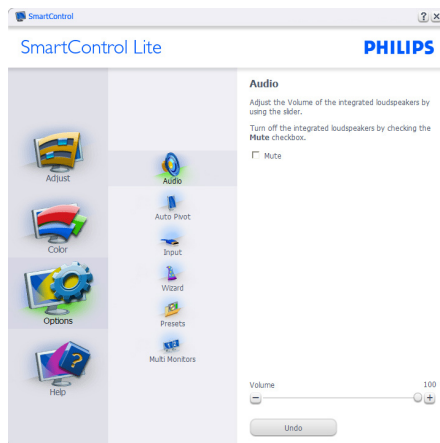 SmartControl
SmartControl Lite
PHILIPS
Adjust
Color
Options
Help
Audio
Auto Pivot
Input
Wizard
Presets
Multi Monitors
Audio
Adjust the Volume of the integrated loudspeakers by
using the slider.
Turn off the integrated loudspeakers by checking the
Mute checkbox.
Mute
Volume 100
Undo